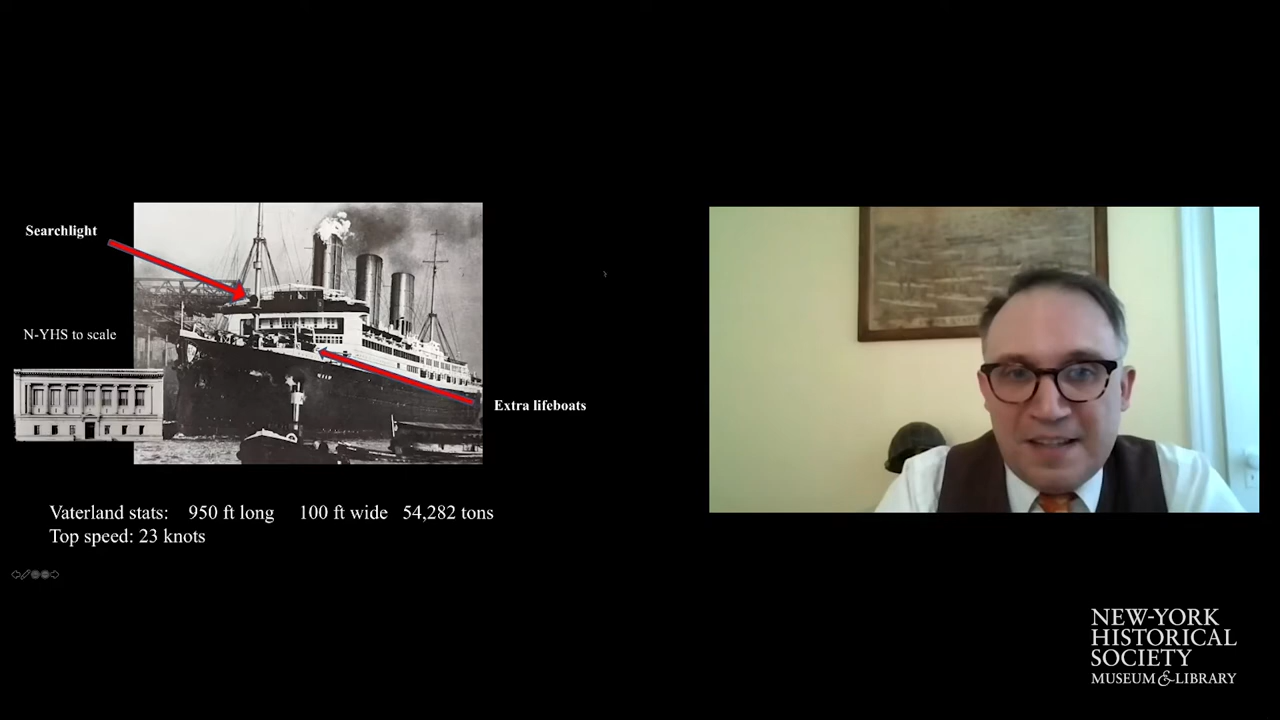 Searchlight
N-YHS to scale
Extra lifeboats
Vaterland stats: 950 ft long 100 ft wide 54,282 tons
Top speed: 23 knots
NEW-YORK
HISTORICAL
SOCIETY
MUSEUM & LIBRARY